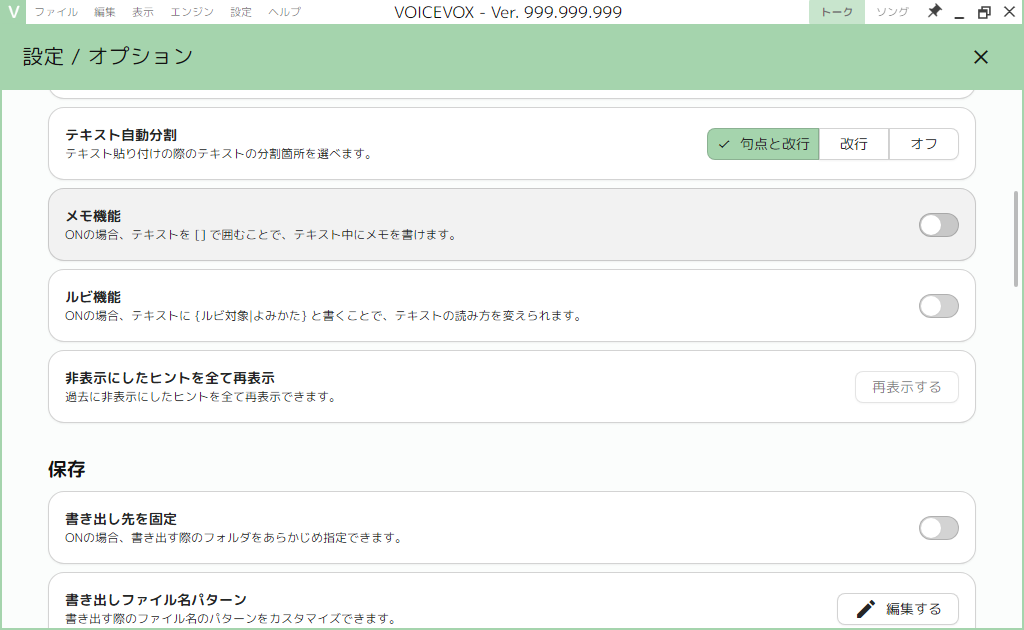 V ファイル 編集 表示 エンジン 設定 ヘルプ VOICEVOX - Ver. 999.999.999 トーク ソング
設定 / オプション
テキスト自動分割
テキスト貼り付けの際のテキストの分割箇所を選べます。
句点と改行 改行 オフ
メモ機能
ONの場合、テキストを [] で囲むことで、テキスト中にメモを書けます。
ルビ機能
ONの場合、テキストに {ルビ対象|よみかた} と書くことで、テキストの読み方を変えられます。
非表示にしたヒントを全て再表示
過去に非表示にしたヒントを全て再表示できます。
再表示する
保存
書き出し先を固定
ONの場合、書き出す際のフォルダをあらかじめ指定できます。
書き出しファイル名パターン
書き出す際のファイル名のパターンをカスタマイズできます。
編集する